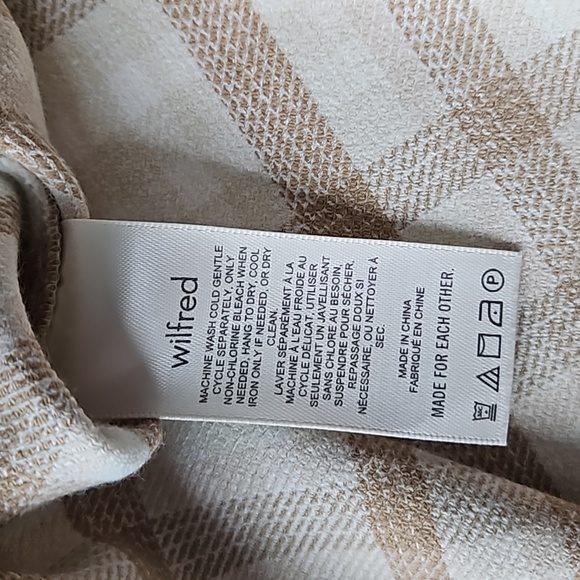 wilfred
MACHINE WASH COLD GENTLE
CYCLE SEPARATELY, ONLY
NON-CHLORINE BLEACH WHEN
NEEDED, HANG TO DRY, COOL
IRON ONLY IF NEEDED, OR DRY
CLEAN.
LAVER SÉPAREMENT À LA
MACHINE À L'EAU FROIDE AU
CYCLE DÉLICAT, UTILISER
SEULEMENT UN JAVELLISANT
SANS CHLORE AU BESOIN,
SUSPENDRE POUR SÉCHER.
REPASSAGE DOUX SI
NÉCESSAIRE, OU NETTOYER À
SEC.
MADE IN CHINA
FABRIQUÉ EN CHINE
MADE FOR EACH OTHER.
30C
P